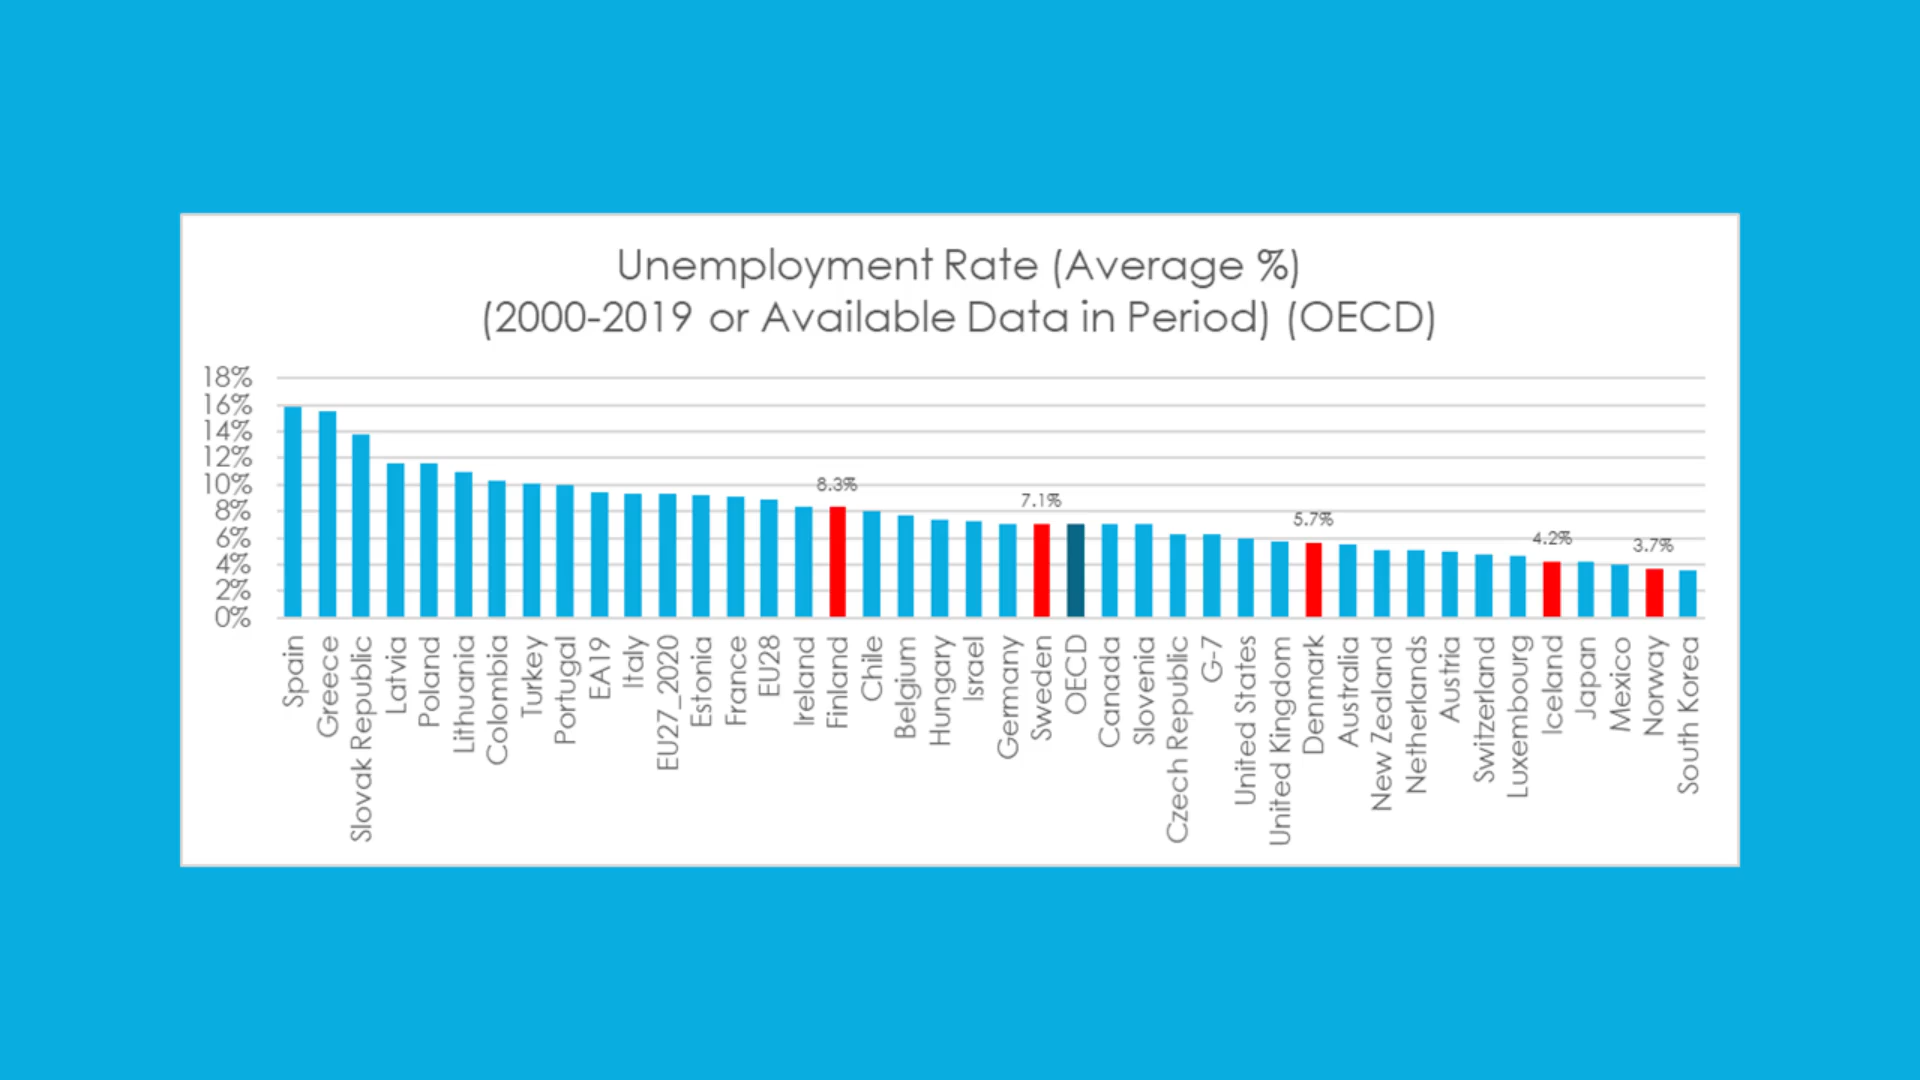 Unemployment Rate (Average %)
(2000-2019 or Available Data in Period) (OECD)
18%
16%
14%
12%
10%
8%
6%
4%
2%
0%
8.3%
7.1%
5.7%
4.2%
3.7%
Spain
Greece
Slovak Republic
Latvia
Poland
Lithuania
Colombia
Turkey
Portugal
EA19
Italy
EU27_2020
Estonia
France
EU28
Ireland
Finland
Chile
Belgium
Hungary
Israel
Germany
Sweden
OECD
Canada
Slovenia
Czech Republic
G-7
United States
United Kingdom
Denmark
Australia
New Zealand
Netherlands
Austria
Switzerland
Luxembourg
Iceland
Japan
Mexico
Norway
South Korea